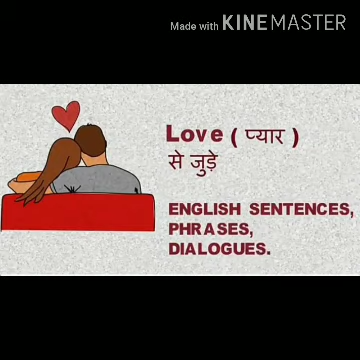 Made with KINEMASTER
Love ( प्यार )
से जुड़े
ENGLISH SENTENCES,
PHRASES,
DIALOGUES.